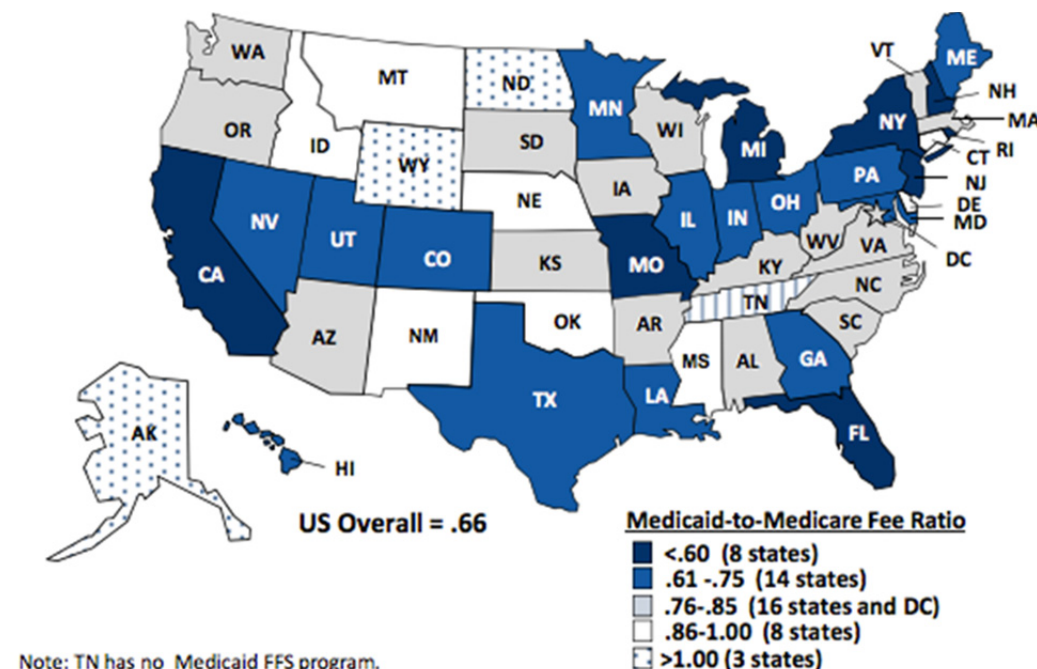 WA
MT
ND
MN
VT
ME
NH
OR
ID
SD
WI
NY
MA
WY
MI
RI
CT
IA
PA
NJ
NE
OH
DE
NV
IL
IN
MD
UT
CO
WV
VA
DC
CA
KS
MO
KY
NC
TN
AZ
NM
OK
AR
SC
MS
AL
GA
TX
LA
FL
AK
HI
US Overall = .66
Medicaid-to-Medicare Fee Ratio
<.60 (8 states)
.61 -.75 (14 states)
.76-.85 (16 states and DC)
.86-1.00 (8 states)
>1.00 (3 states)
Note: TN has no Medicaid FFS program.